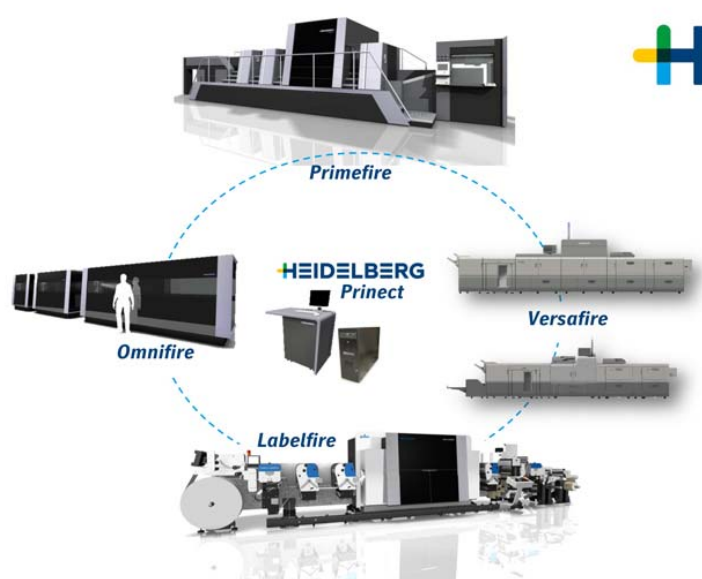 H
Primefire
HEIDELBERG
Prinect
Omnifire
Versafire
Labelfire